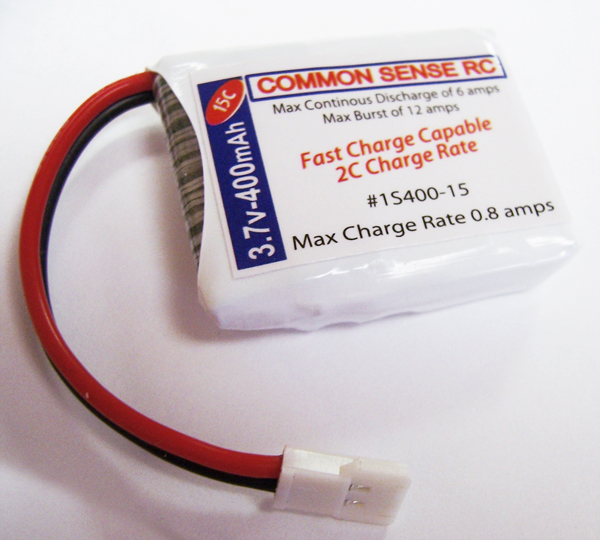 COMMON SENSE RC
15C
3.7v-400mAh
Max Continous Discharge of 6 amps
Max Burst of 12 amps
Fast Charge Capable
2C Charge Rate
#1S400-15
Max Charge Rate 0.8 amps